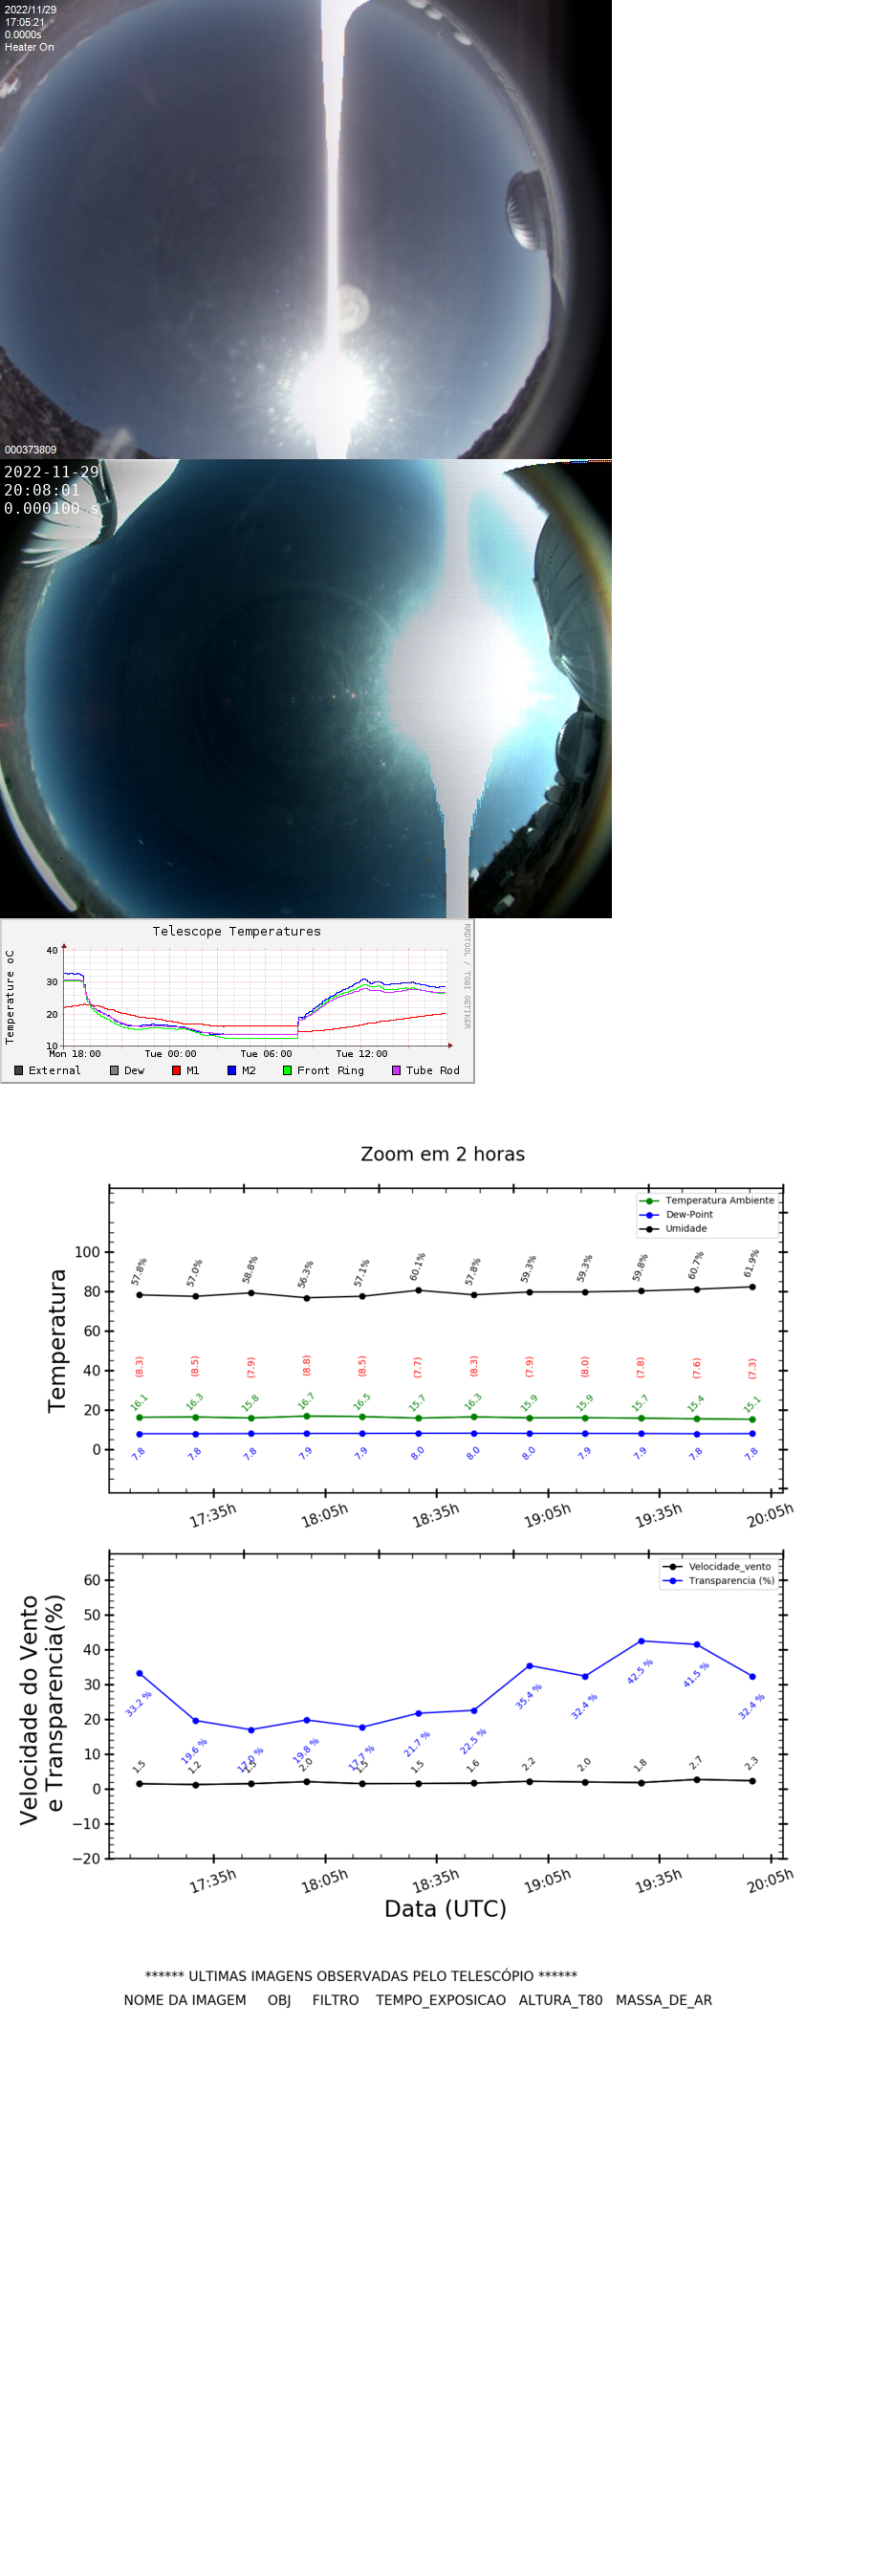 2022/11/29
17:05:21
0.0000s
Heater On
000373809
2022-11-29
20:08:01
0.000100 s
Telescope Temperatures
RRDTOOL / TOBI OETIKER
Temperature oC
40
30
20
10
Mon 18:00 Tue 00:00 Tue 06:00 Tue 12:00
External Dew M1 M2 Front Ring Tube Rod
Zoom em 2 horas
Temperatura Ambiente
Dew-Point
Umidade
Temperatura
100
80
60
40
20
0
57.8% 57.0% 58.8% 56.3% 57.1% 60.1% 57.8% 59.3% 59.3% 59.8% 60.7% 61.9%
(8.3) (8.5) (7.9) (8.8) (8.5) (7.7) (8.3) (7.9) (8.0) (7.8) (7.6) (7.3)
16.1 16.3 15.8 16.7 16.5 15.7 16.3 15.9 15.9 15.7 15.4 15.1
7.8 7.8 7.8 7.9 7.9 8.0 8.0 8.0 7.9 7.9 7.8 7.8
17:35h 18:05h 18:35h 19:05h 19:35h 20:05h
Velocidade_vento
Transparencia (%)
Velocidade do Vento
e Transparencia(%)
60
50
40
30
20
10
0
−10
−20
33.2 % 19.6 % 17.0 % 19.8 % 17.7 % 21.7 % 22.5 % 35.4 % 32.4 % 42.5 % 41.5 % 32.4 %
1.5 1.2 1.5 2.0 1.5 1.5 1.6 2.2 2.0 1.8 2.7 2.3
17:35h 18:05h 18:35h 19:05h 19:35h 20:05h
Data (UTC)
****** ULTIMAS IMAGENS OBSERVADAS PELO TELESCÓPIO ******
NOME DA IMAGEM OBJ FILTRO TEMPO_EXPOSICAO ALTURA_T80 MASSA_DE_AR